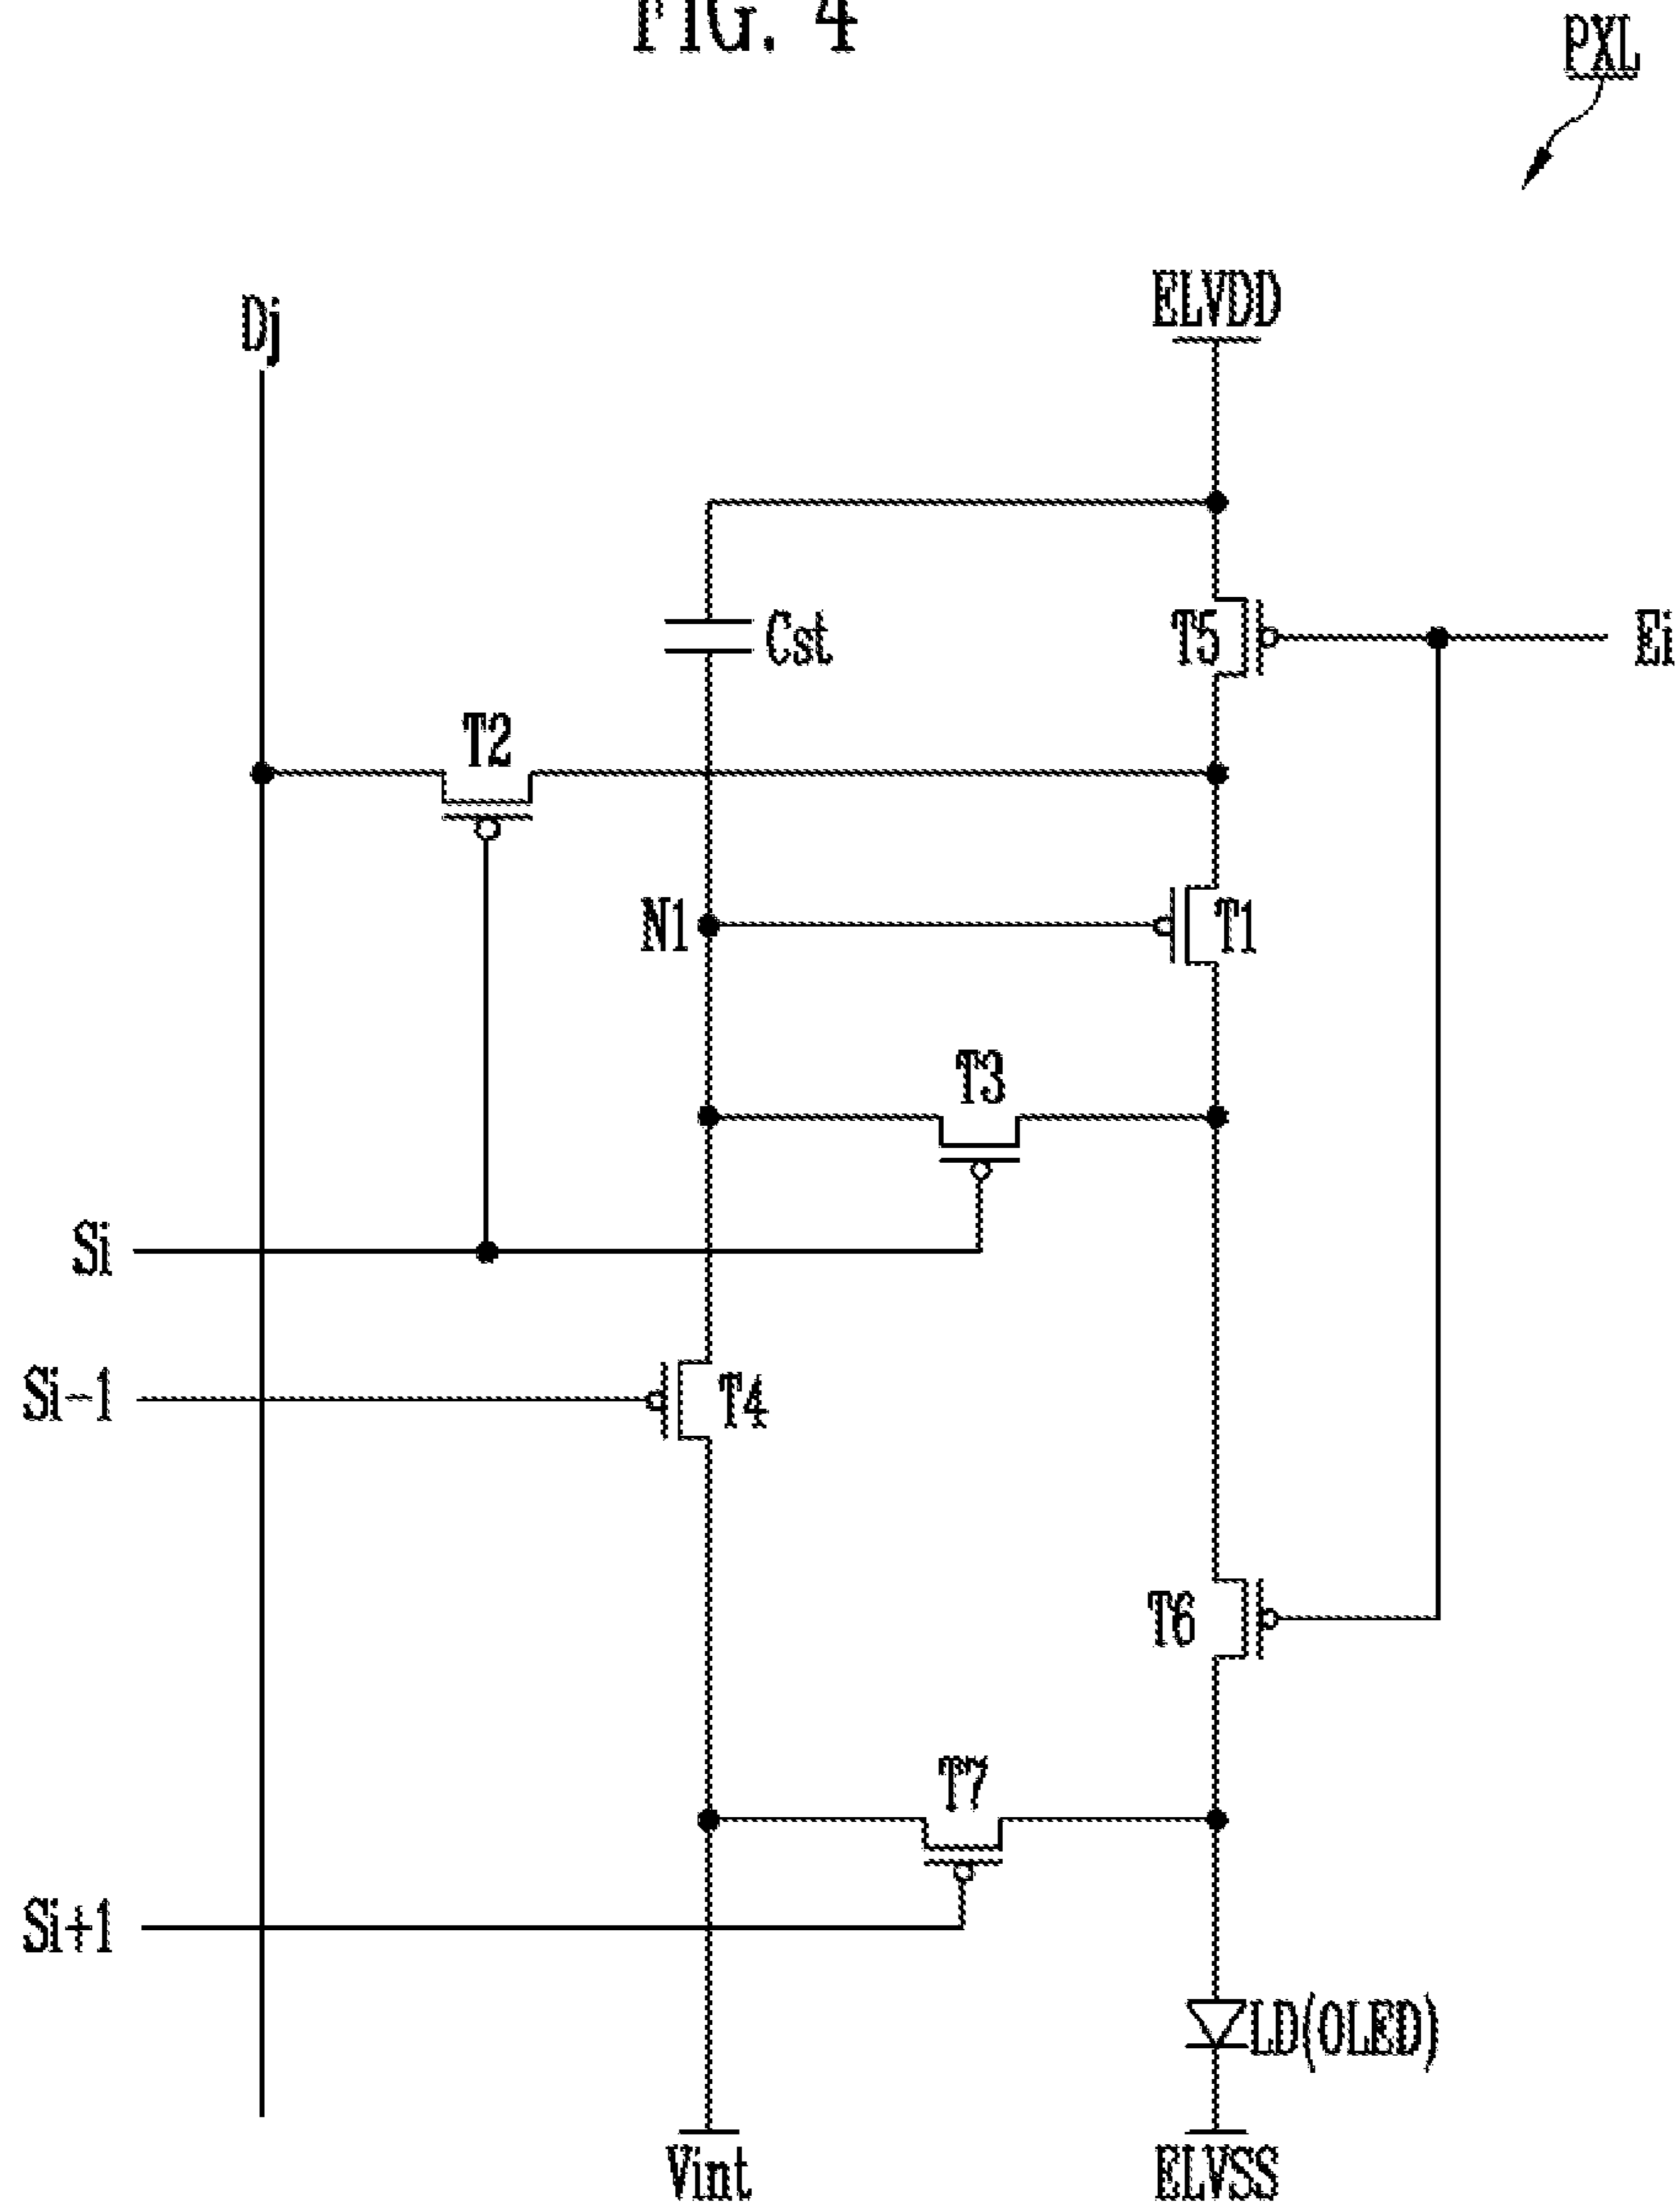 FIG. 4
PXL
Dj
ELVDD
Cst
T5
Ei
T2
N1
T1
T3
Si
Si-1
T4
T6
T7
Si+1
LD(OLED)
Vint
ELVSS